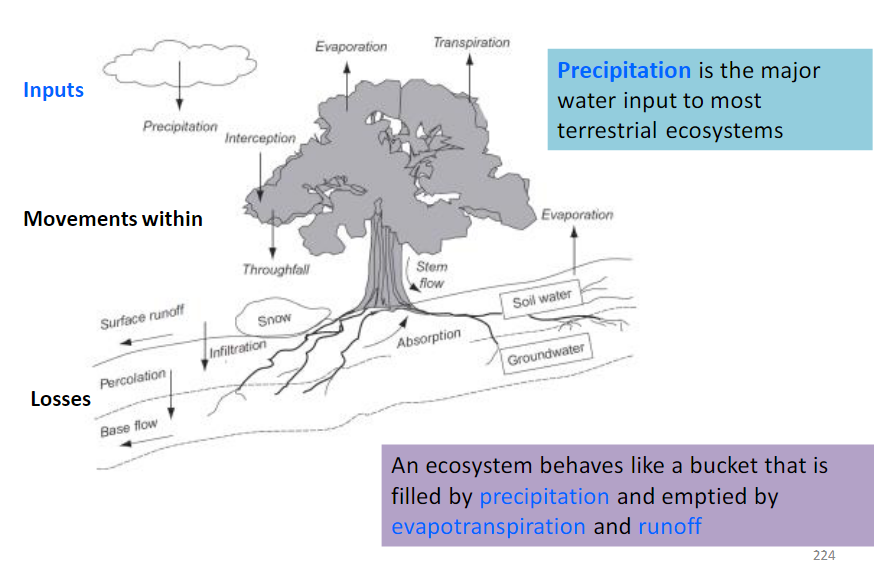 Evaporation
Transpiration
Inputs
Precipitation
Interception
Precipitation is the major
water input to most
terrestrial ecosystems
Movements within
Evaporation
Throughfall
Stem
flow
Soil water
Surface runoff
Snow
Infiltration
Absorption
Groundwater
Percolation
Losses
Base flow
An ecosystem behaves like a bucket that is
filled by precipitation and emptied by
evapotranspiration and runoff
224